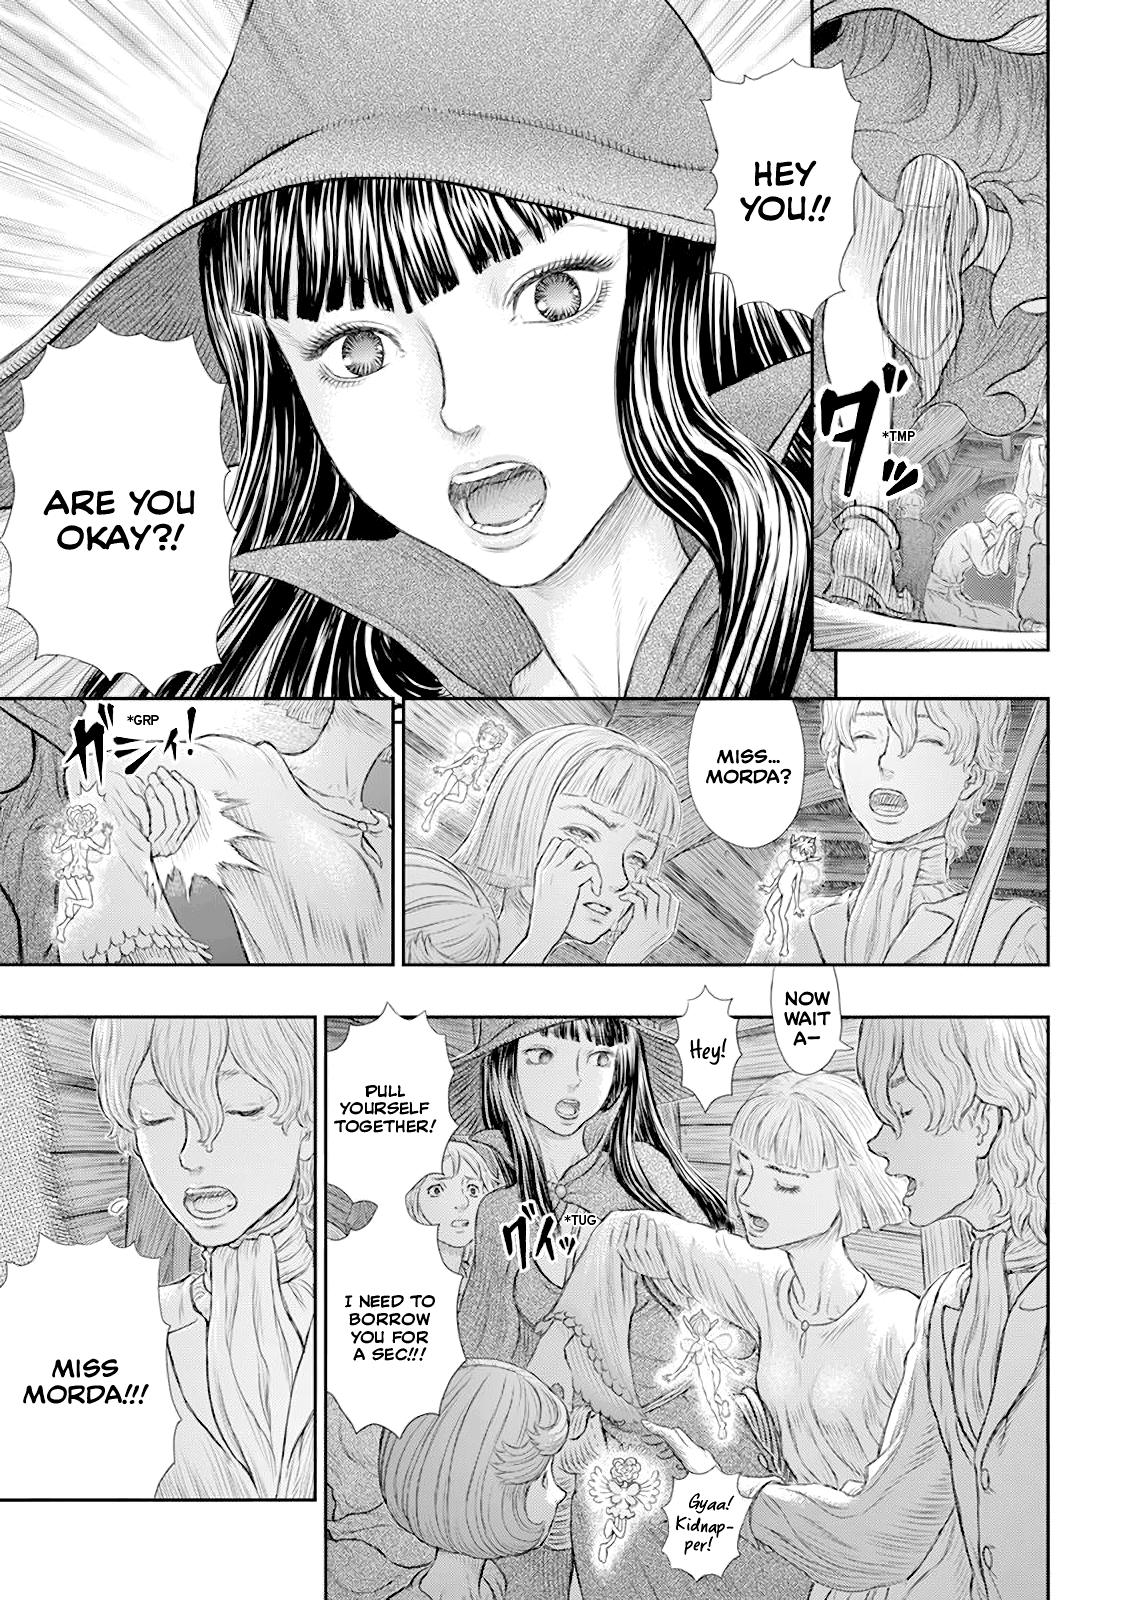 HEY
YOU!!
ダッ
*TMP
ARE YOU
OKAY?!
MISS...
MORDA?
ガシィ!
*GRP
NOW
WAIT
A–
Hey!
PULL
YOURSELF
TOGETHER!
グイッ
*TUG
I NEED TO
BORROW
YOU FOR
A SEC!!!
Gyaa!
Kidnap-
per!
MISS
MORDA!!!